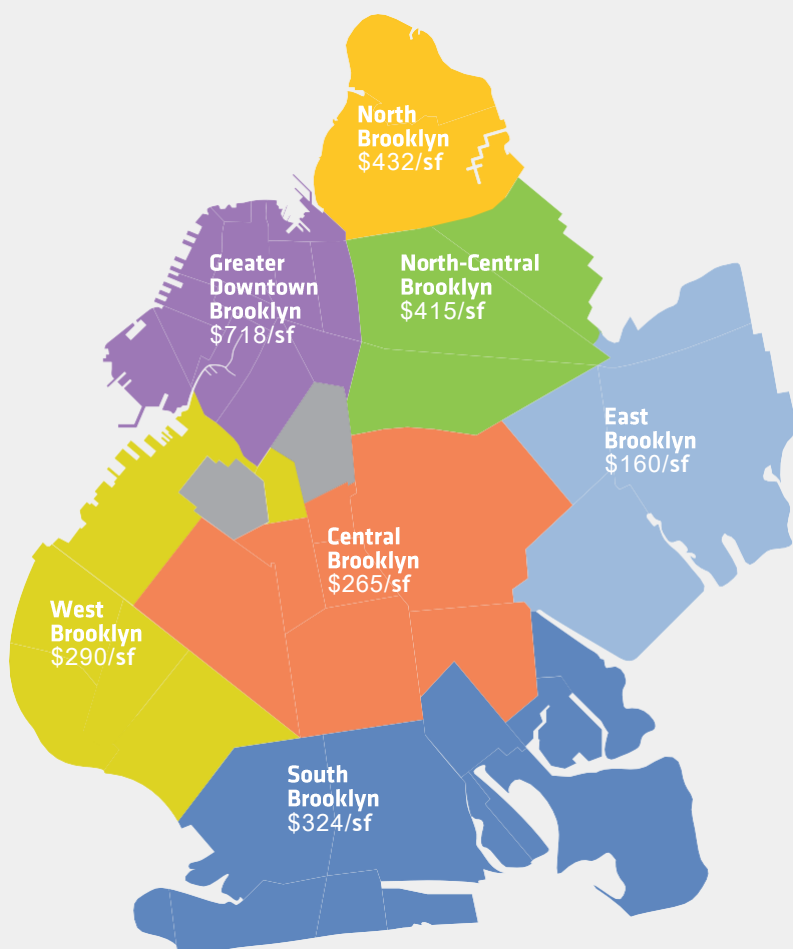 North
Brooklyn
$432/sf
Greater
Downtown
Brooklyn
$718/sf
North-Central
Brooklyn
$415/sf
East
Brooklyn
$160/sf
Central
Brooklyn
$265/sf
West
Brooklyn
$290/sf
South
Brooklyn
$324/sf